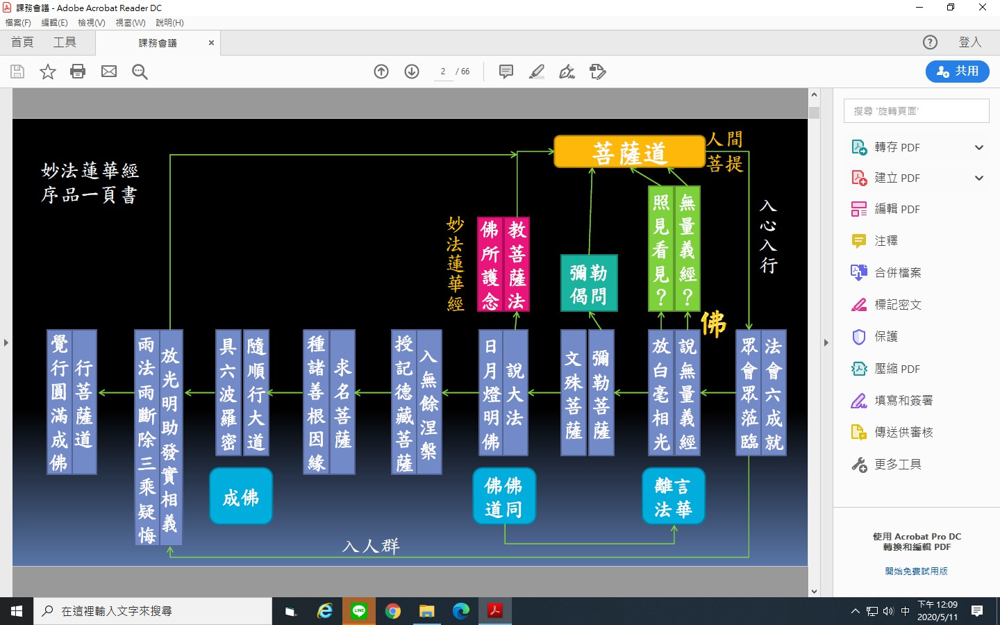 課務會議 - Adobe Acrobat Reader DC
檔案(F) 編輯(E) 檢視(V) 視窗(W) 說明(H)
首頁 工具 課務會議 × ? 登入
2 / 66
共用
妙法蓮華經
序品一頁書
菩薩道
人間
菩提
入心入行
妙法蓮華經
教菩薩法
佛所護念
彌勒
偈問
無量義經?
照見看見?
佛
法會六成就
眾會眾蒞臨
說無量義經
放白毫相光
彌勒菩薩
文殊菩薩
說大法
日月燈明佛
入無餘涅槃
授記德藏菩薩
求名菩薩
種諸善根因緣
隨順行大道
具六波羅密
放光明助發實相義
雨法雨斷除三乘疑悔
行菩薩道
覺行圓滿成佛
離言
法華
佛佛
道同
成佛
入人群
搜尋 '旋轉頁面'
轉存 PDF
建立 PDF
編輯 PDF
注釋
合併檔案
標記密文
保護
壓縮 PDF
填寫和簽署
傳送供審核
更多工具
使用 Acrobat Pro DC
轉換和編輯 PDF
開始免費試用版
在這裡輸入文字來搜尋
LINE
中
下午 12:09
2020/5/11